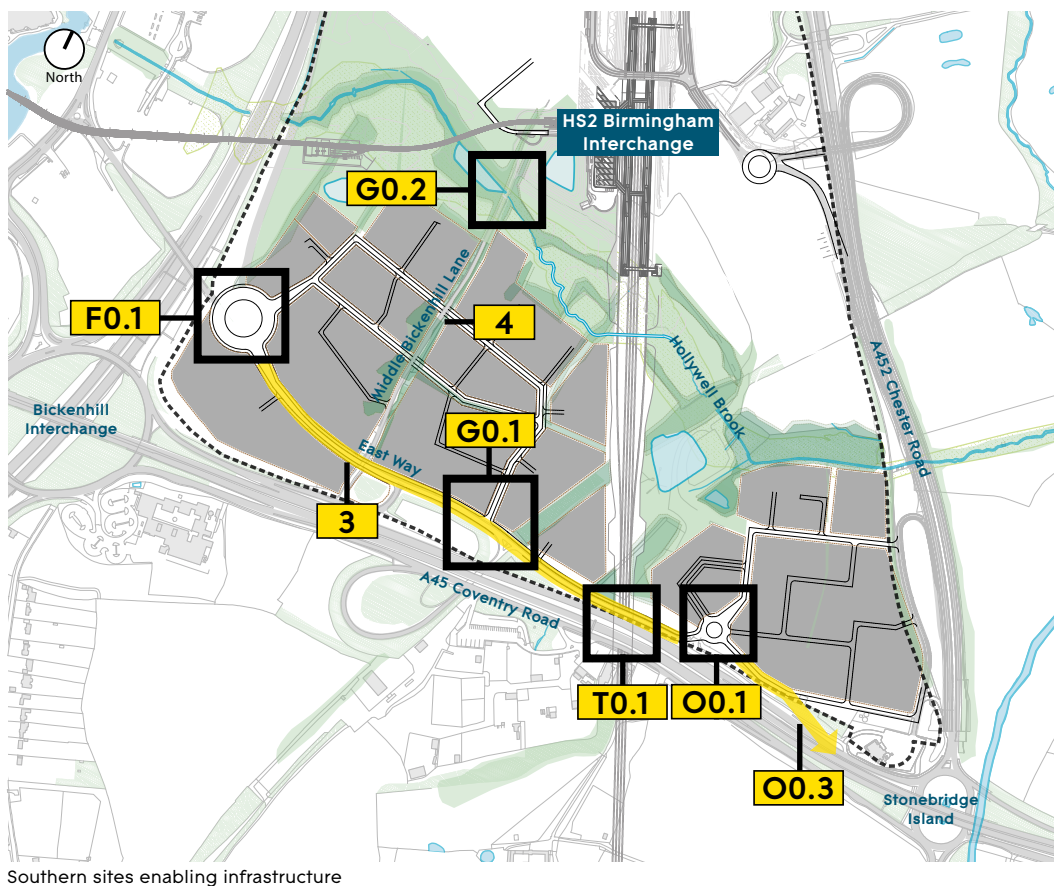 North
HS2 Birmingham
Interchange
G0.2
F0.1
4
Middle Bickenhill Lane
Hollywell Brook
A452 Chester Road
Bickenhill
Interchange
G0.1
East Way
3
A45 Coventry Road
T0.1
O0.1
O0.3
Stonebridge
Island
Southern sites enabling infrastructure